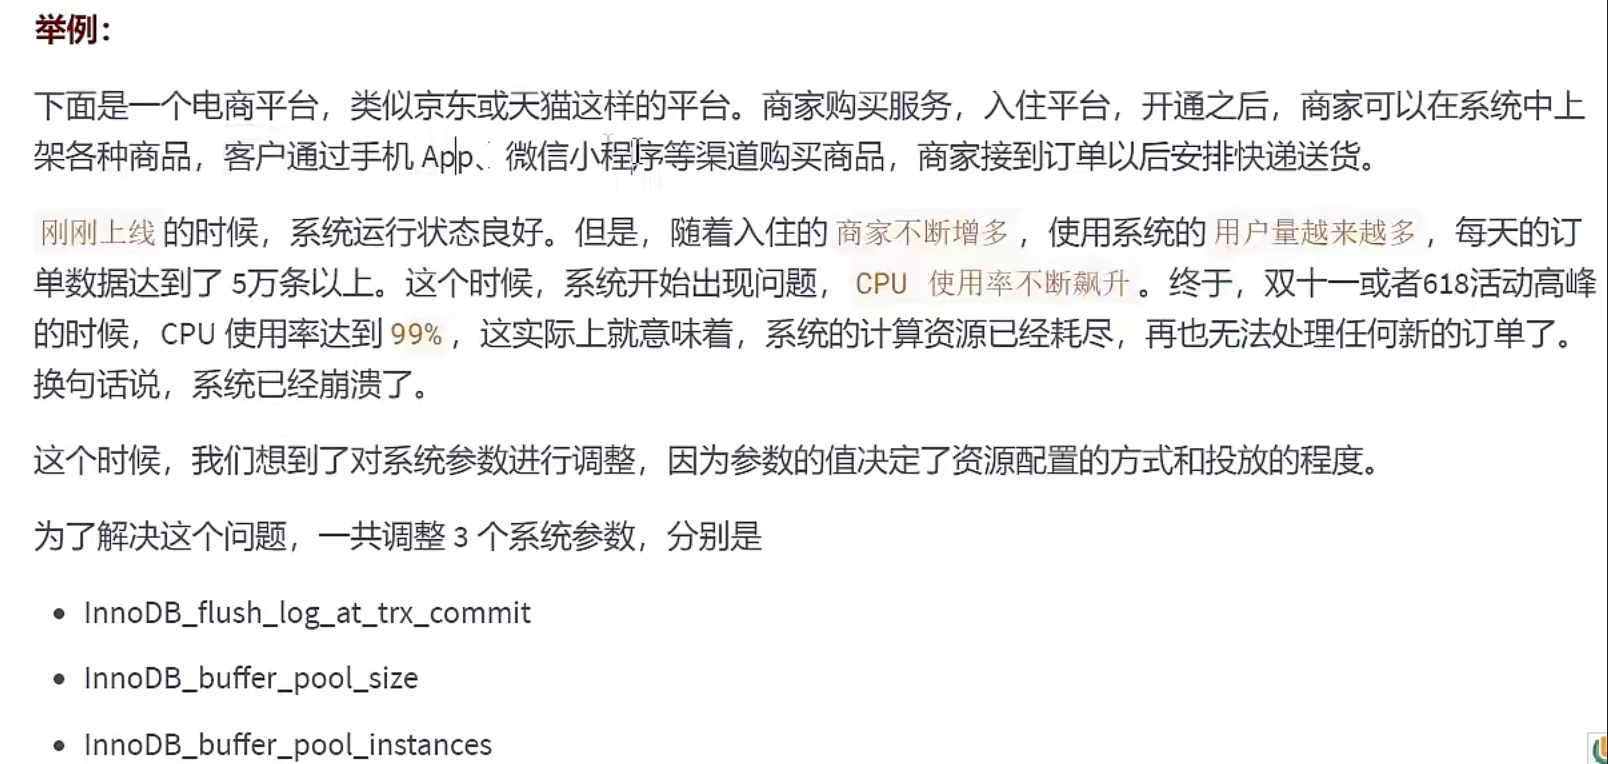 举例：
下面是一个电商平台，类似京东或天猫这样的平台。商家购买服务，入住平台，开通之后，商家可以在系统中上
架各种商品，客户通过手机 App、微信小程序等渠道购买商品，商家接到订单以后安排快递送货。
刚刚上线 的时候，系统运行状态良好。但是，随着入住的 商家不断增多 ，使用系统的 用户量越来越多 ，每天的订
单数据达到了 5万条以上。这个时候，系统开始出现问题， CPU 使用率不断飙升 。终于，双十一或者618活动高峰
的时候，CPU 使用率达到 99% ，这实际上就意味着，系统的计算资源已经耗尽，再也无法处理任何新的订单了。
换句话说，系统已经崩溃了。
这个时候，我们想到了对系统参数进行调整，因为参数的值决定了资源配置的方式和投放的程度。
为了解决这个问题，一共调整 3 个系统参数，分别是
• InnoDB_flush_log_at_trx_commit
• InnoDB_buffer_pool_size
• InnoDB_buffer_pool_instances